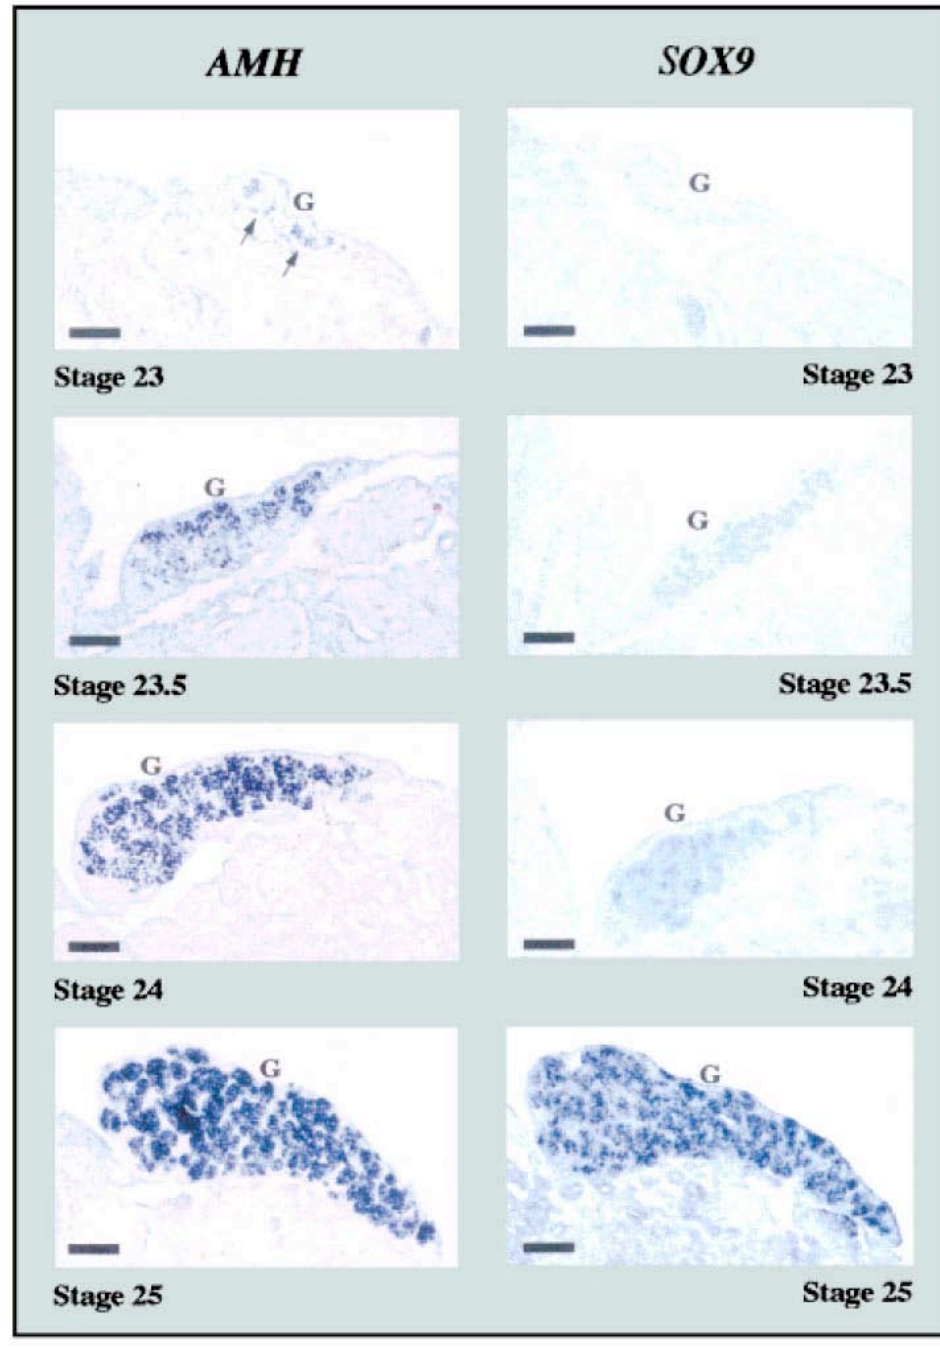 AMH SOX9
G G
Stage 23 Stage 23
G G
Stage 23.5 Stage 23.5
G G
Stage 24 Stage 24
G G
Stage 25 Stage 25